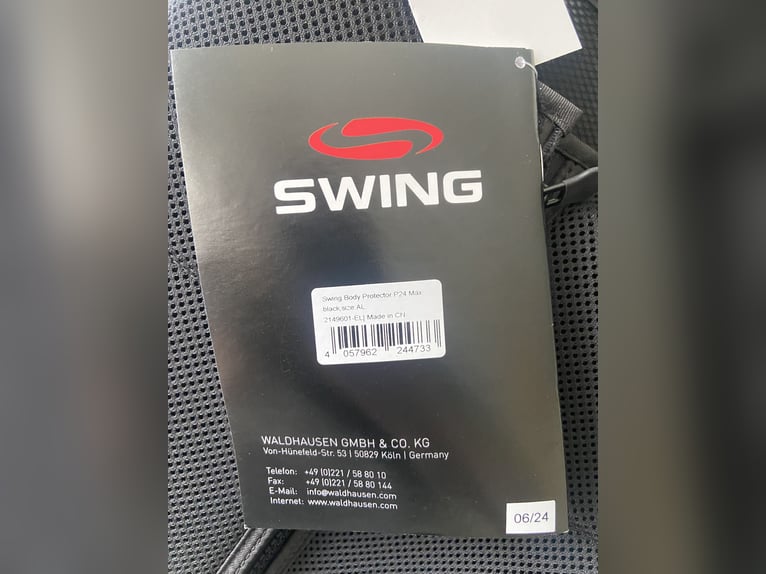 SWING
Swing Body Protector P24 Max
black,size AL
2149601-EL| Made in CN
4 057962 244733
WALDHAUSEN GMBH & CO. KG
Von-Hünefeld-Str. 53 | 50829 Köln | Germany
Telefon: +49 (0)221 / 58 80 10
Fax: +49 (0)221 / 58 80 144
E-Mail: info@waldhausen.com
Internet: www.waldhausen.com
06/24